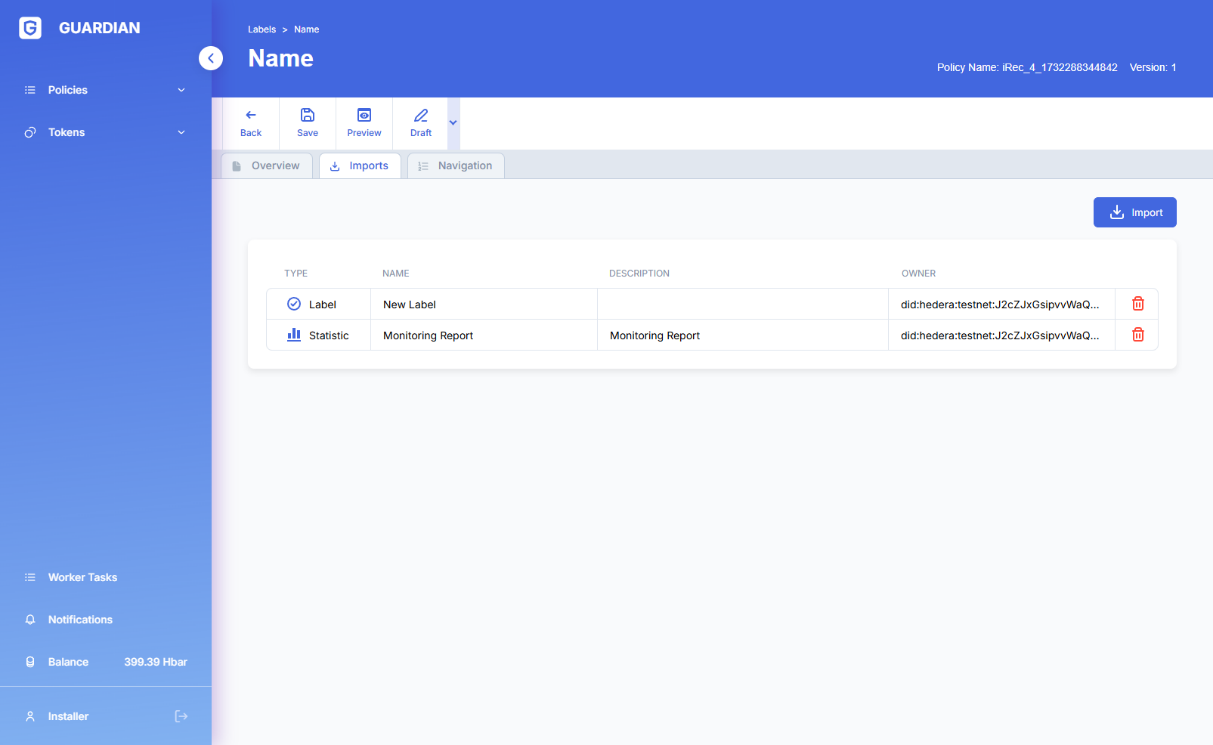 GUARDIAN
Policies
Tokens
Worker Tasks
Notifications
Balance 399.39 Hbar
Installer
Labels > Name
Name
Policy Name: iRec_4_1732288344842 Version: 1
Back Save Preview Draft
Overview Imports Navigation
Import
TYPE NAME DESCRIPTION OWNER
Label New Label did:hedera:testnet:J2cZJxGsipvvWaQ...
Statistic Monitoring Report Monitoring Report did:hedera:testnet:J2cZJxGsipvvWaQ...